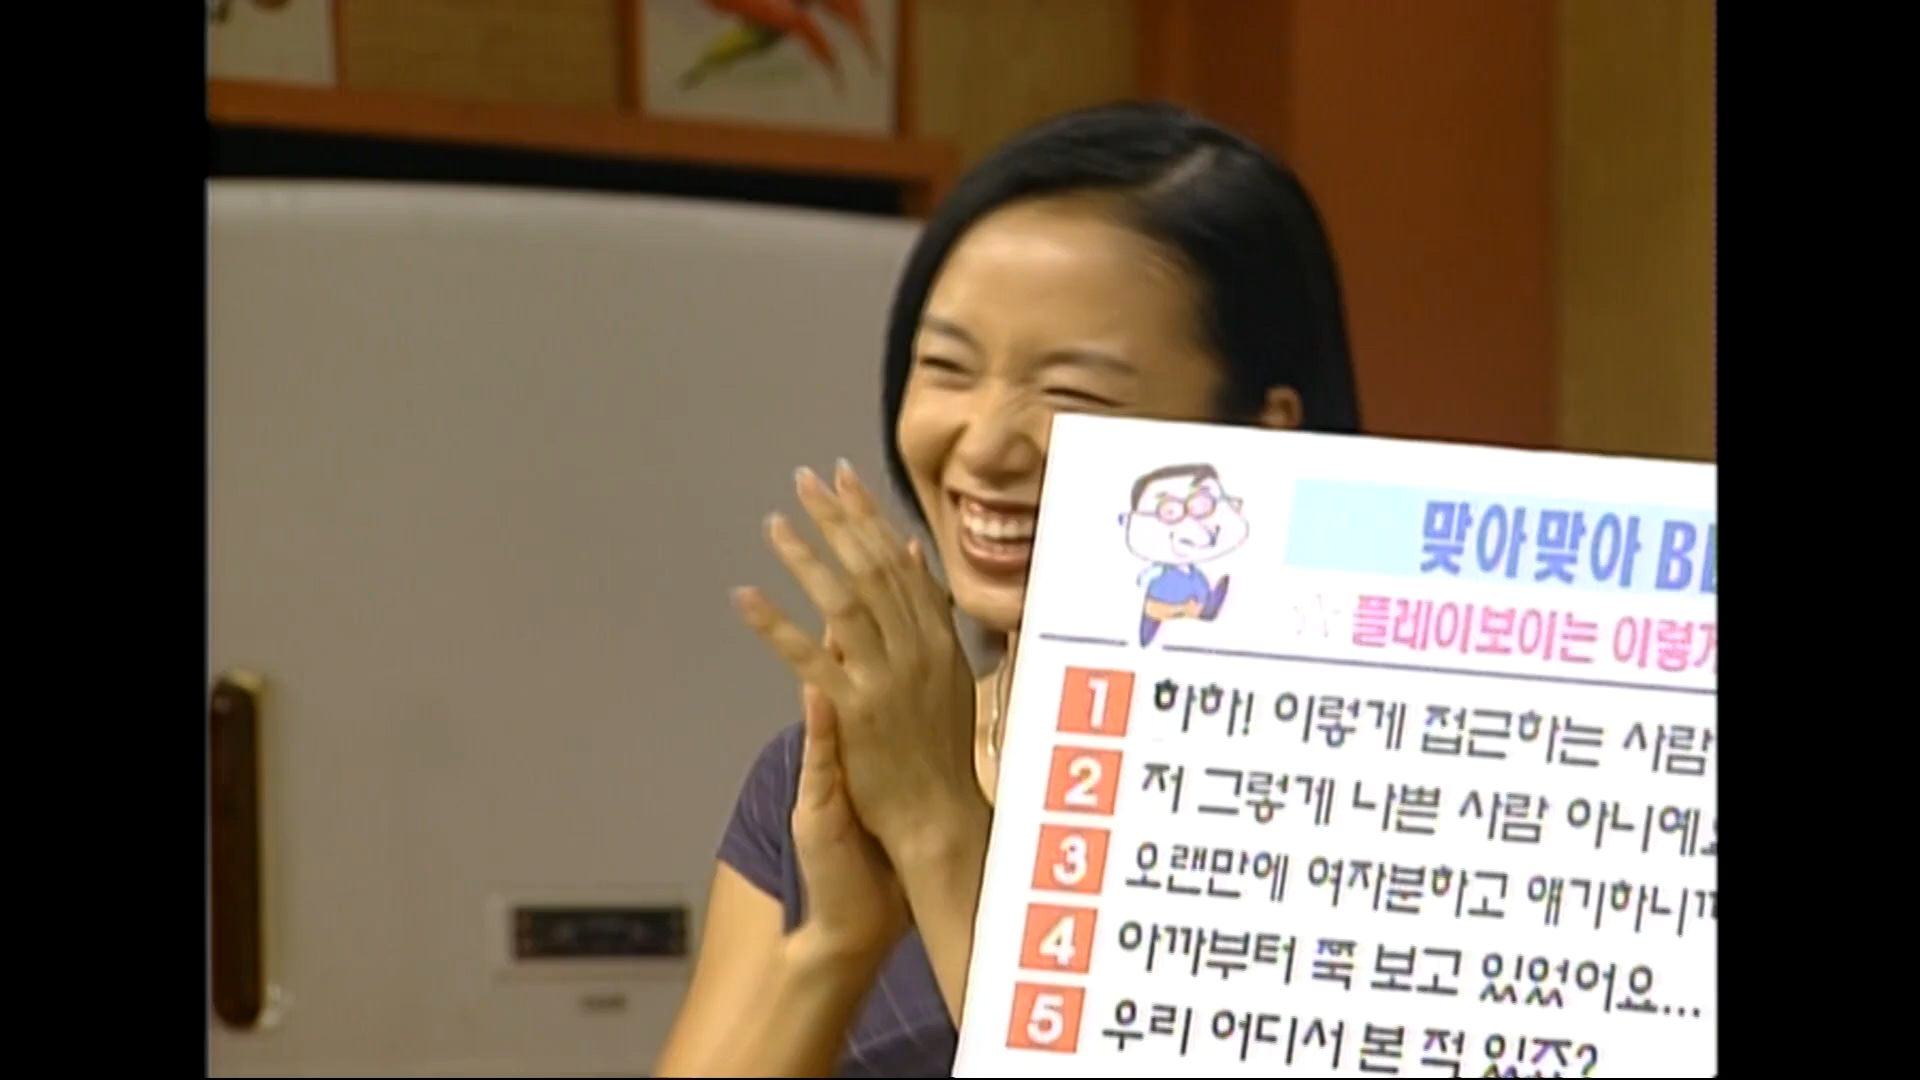 맞아맞아 B
☆ 플레이보이는 이렇게
1 하하! 이렇게 접근하는 사람
2 저 그렇게 나쁜 사람 아니예요
3 오랜만에 여자분하고 얘기하니까
4 아까부터 쭉 보고 있었어요...
5 우리 어디서 본 적 있죠?